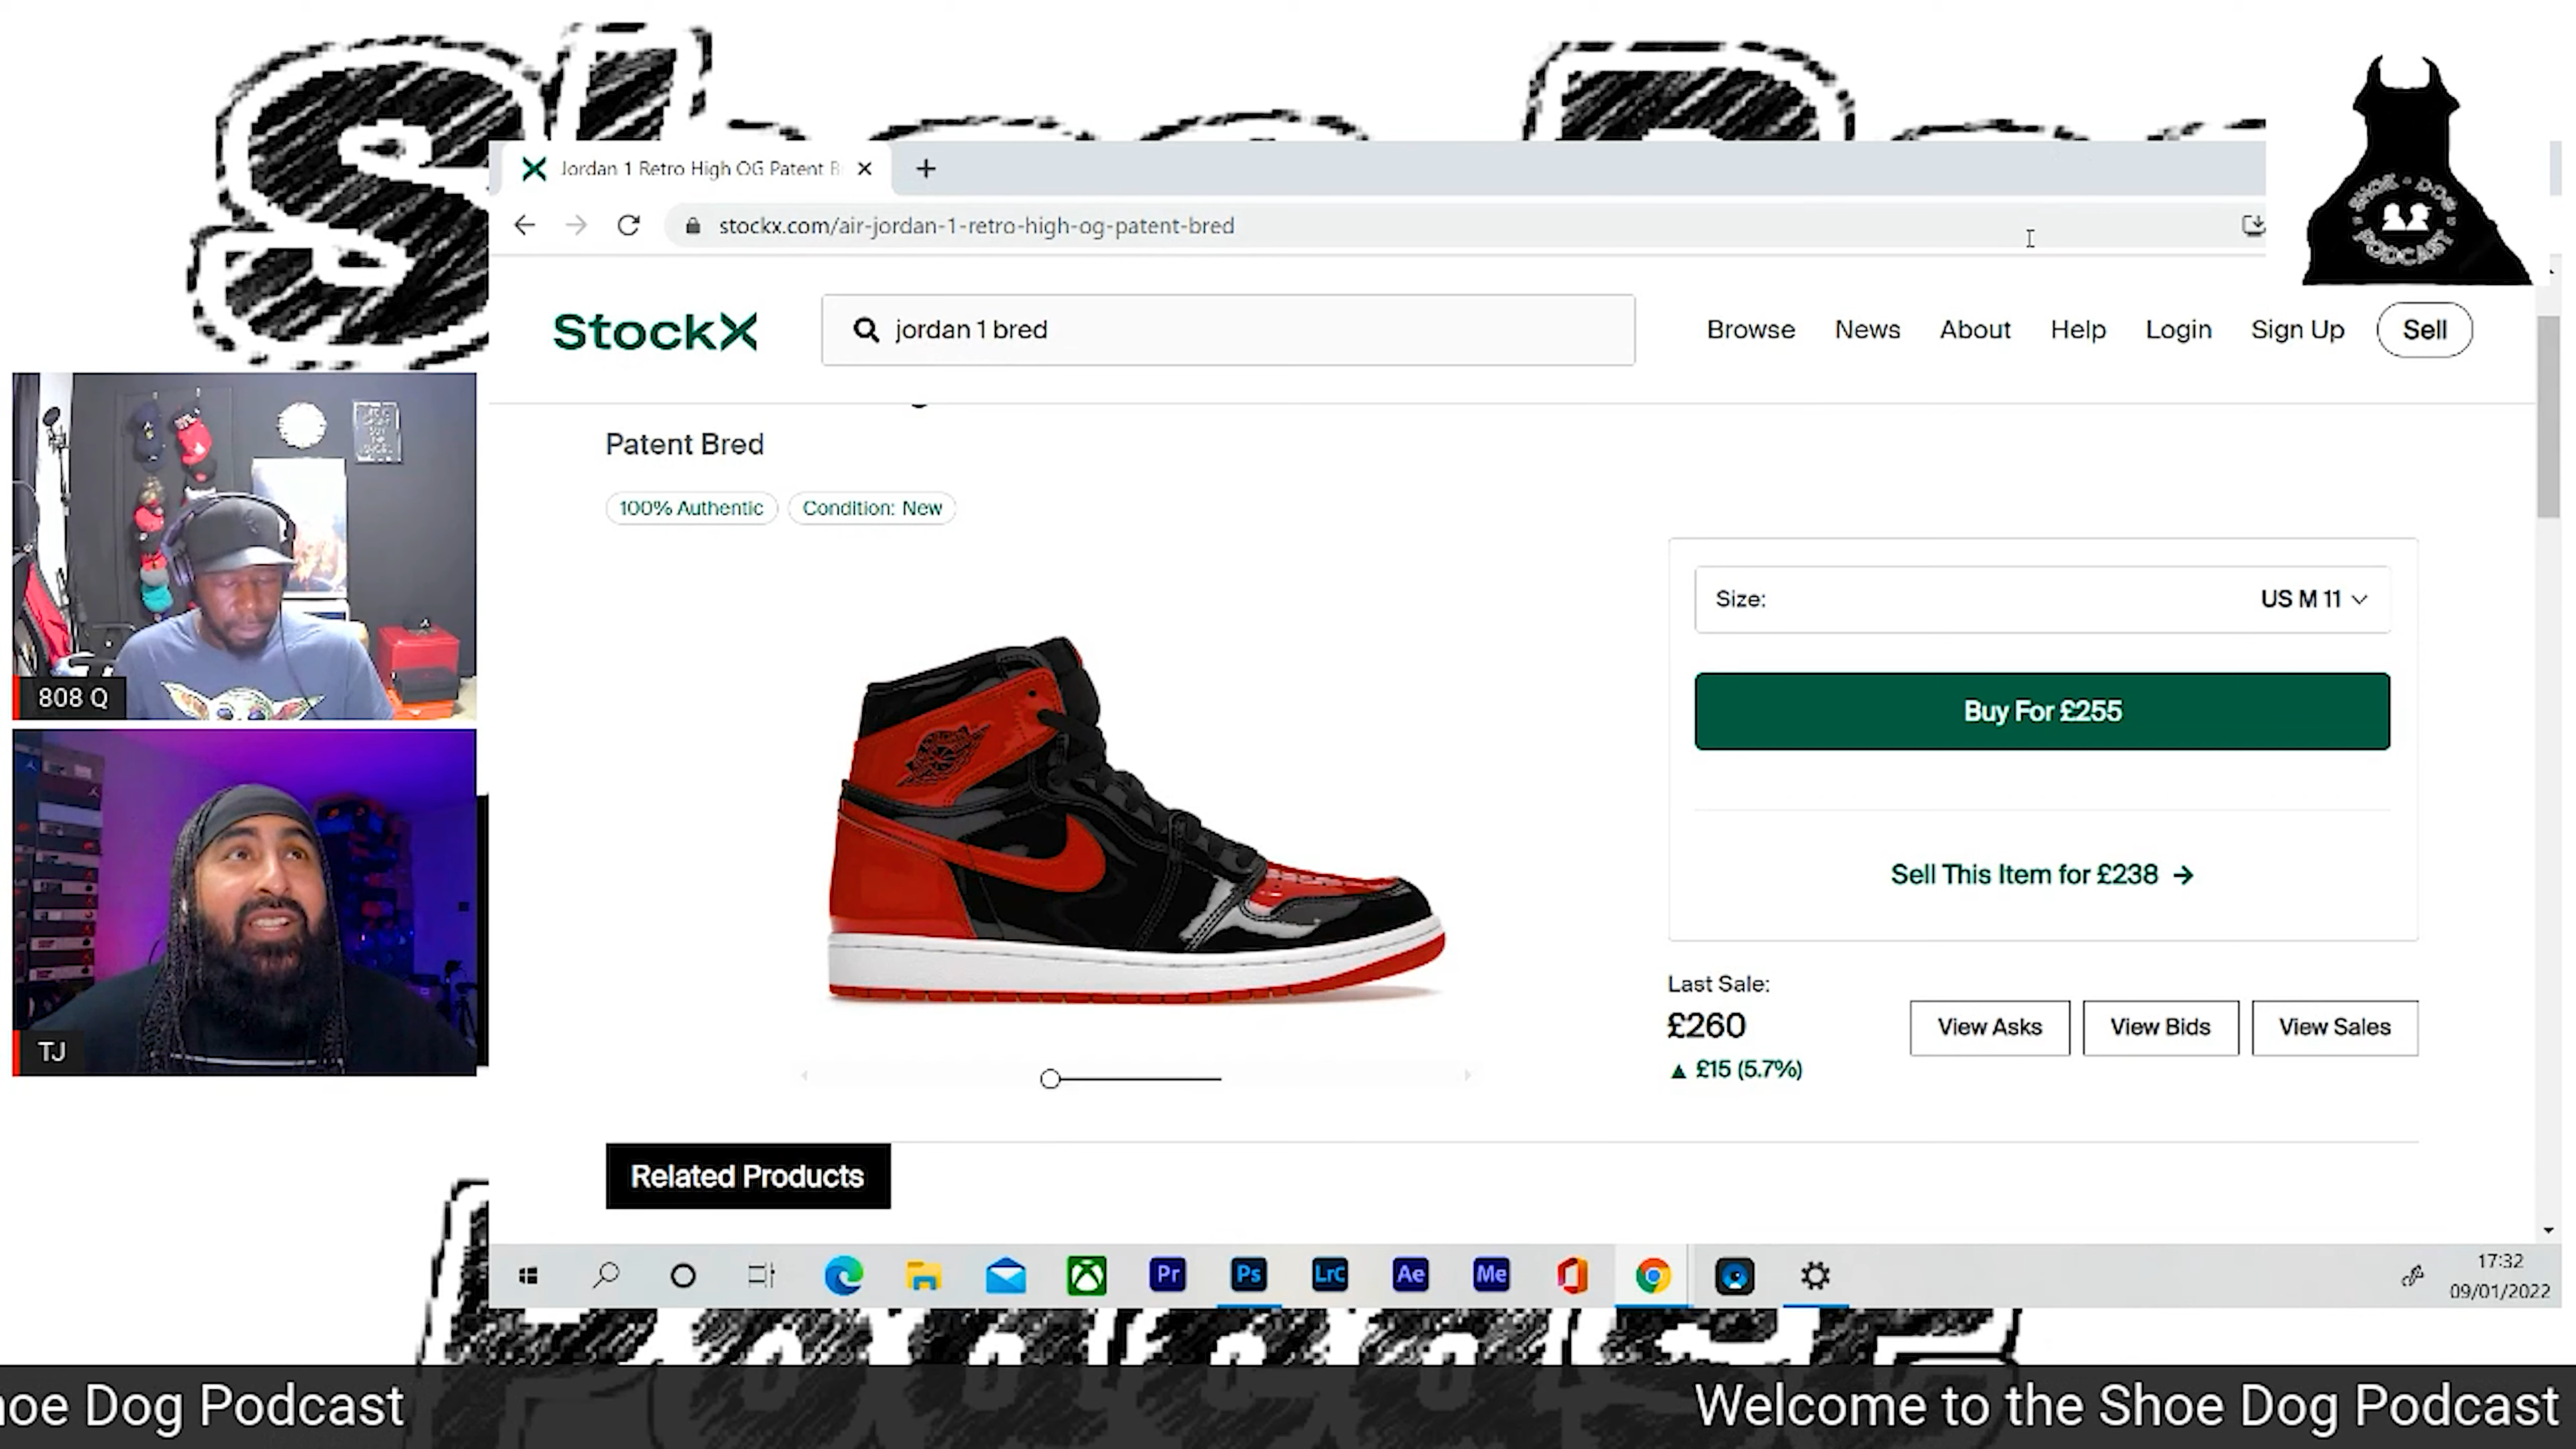 Jordan 1 Retro High OG Patent B
stockx.com/air-jordan-1-retro-high-og-patent-bred
SHOE - DOG
PODCAST
StockX
jordan 1 bred
Browse
News
About
Help
Login
Sign Up
Sell
Patent Bred
100% Authentic
Condition: New
Size:
US M 11
Buy For £255
Sell This Item for £238
Last Sale:
£260
▲ £15 (5.7%)
View Asks
View Bids
View Sales
808 Q
TJ
Related Products
Pr
Ps
LrC
Ae
Me
17:32
09/01/2022
hoe Dog Podcast
Welcome to the Shoe Dog Podcast